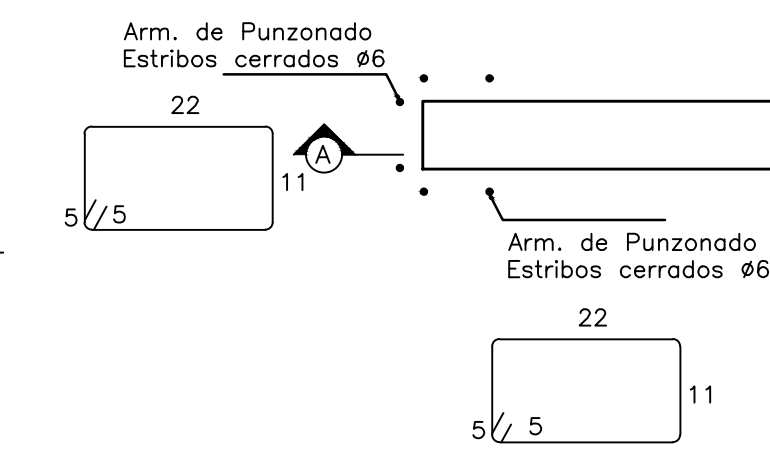 Arm. de Punzonado
Estribos cerrados Ø6
22
11
5 5
A
Arm. de Punzonado
Estribos cerrados Ø6
22
11
5 5